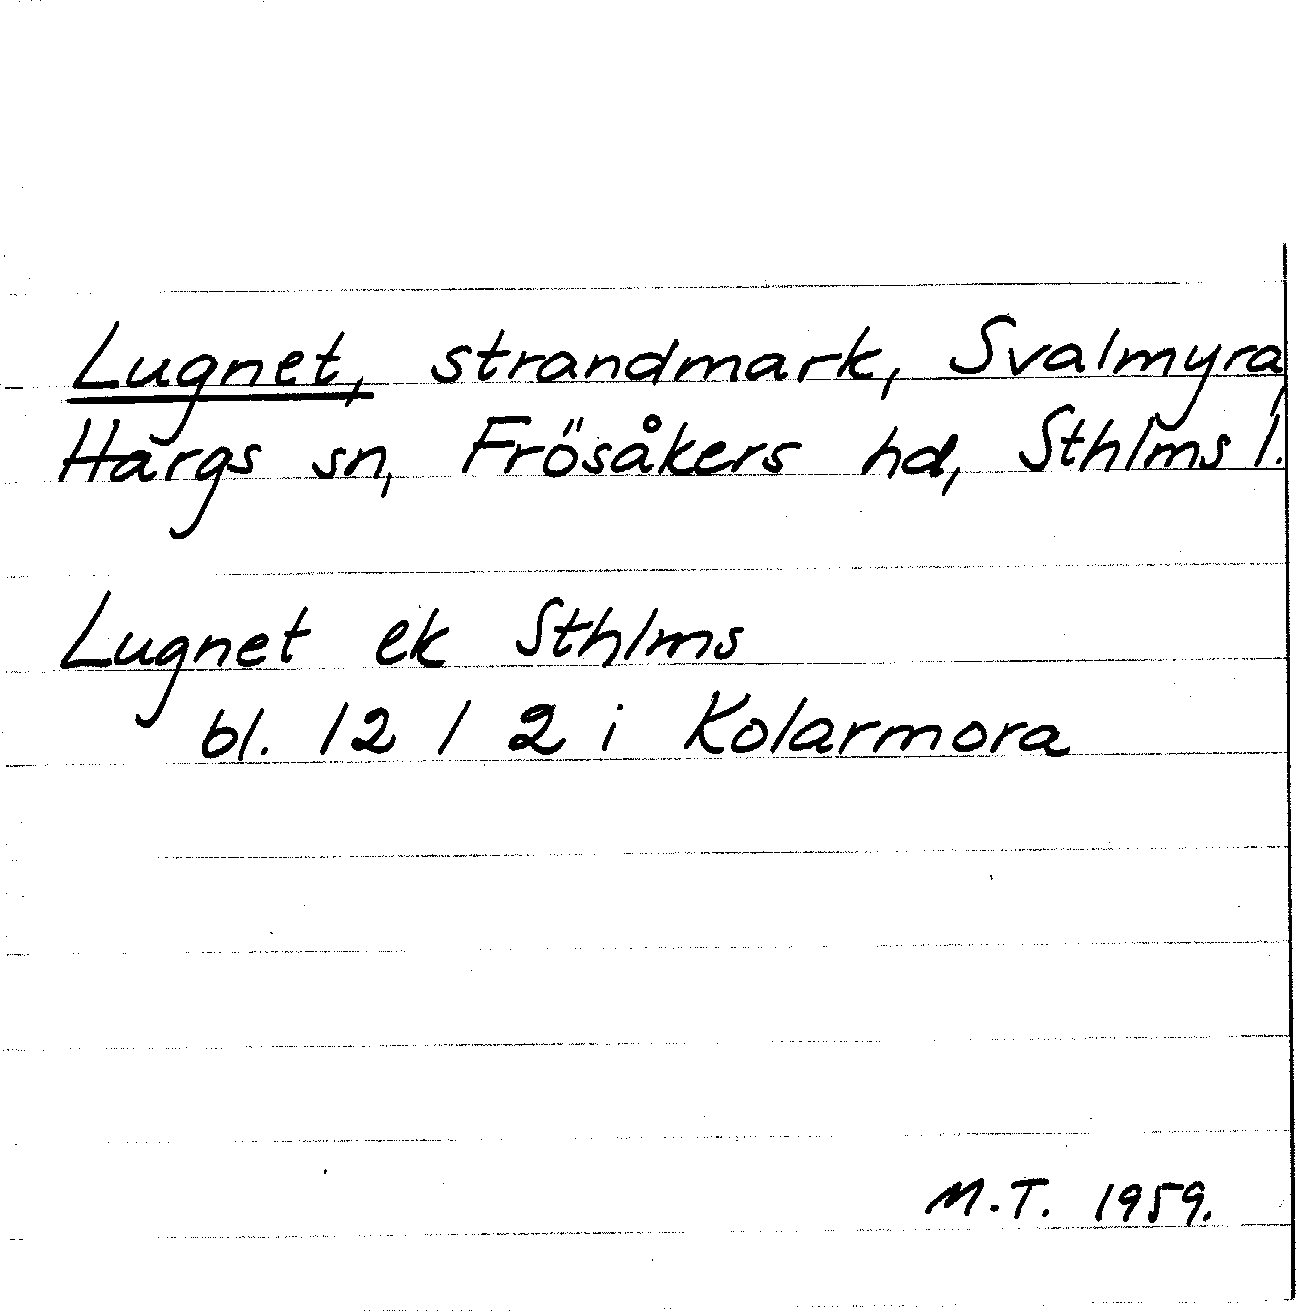 Lugnet, strandmark, Svalmyra,
Hargs sn, Frösåkers hd, Sthlms l.
Lugnet ek Sthlms
bl. 12 / 2 i Kolarmora
M.T. 1959.